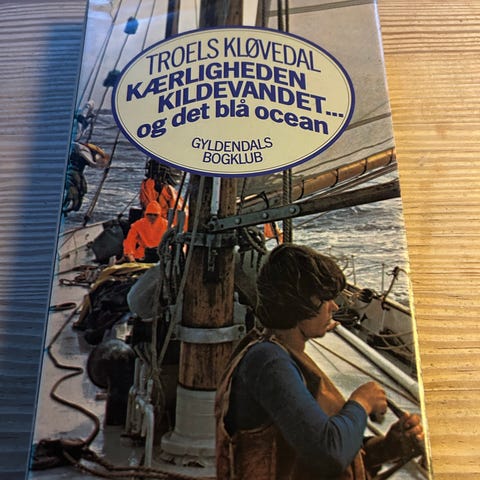 TROELS KLØVEDAL
KÆRLIGHEDEN
KILDEVANDET...
og det blå ocean
GYLDENDALS
BOGKLUB